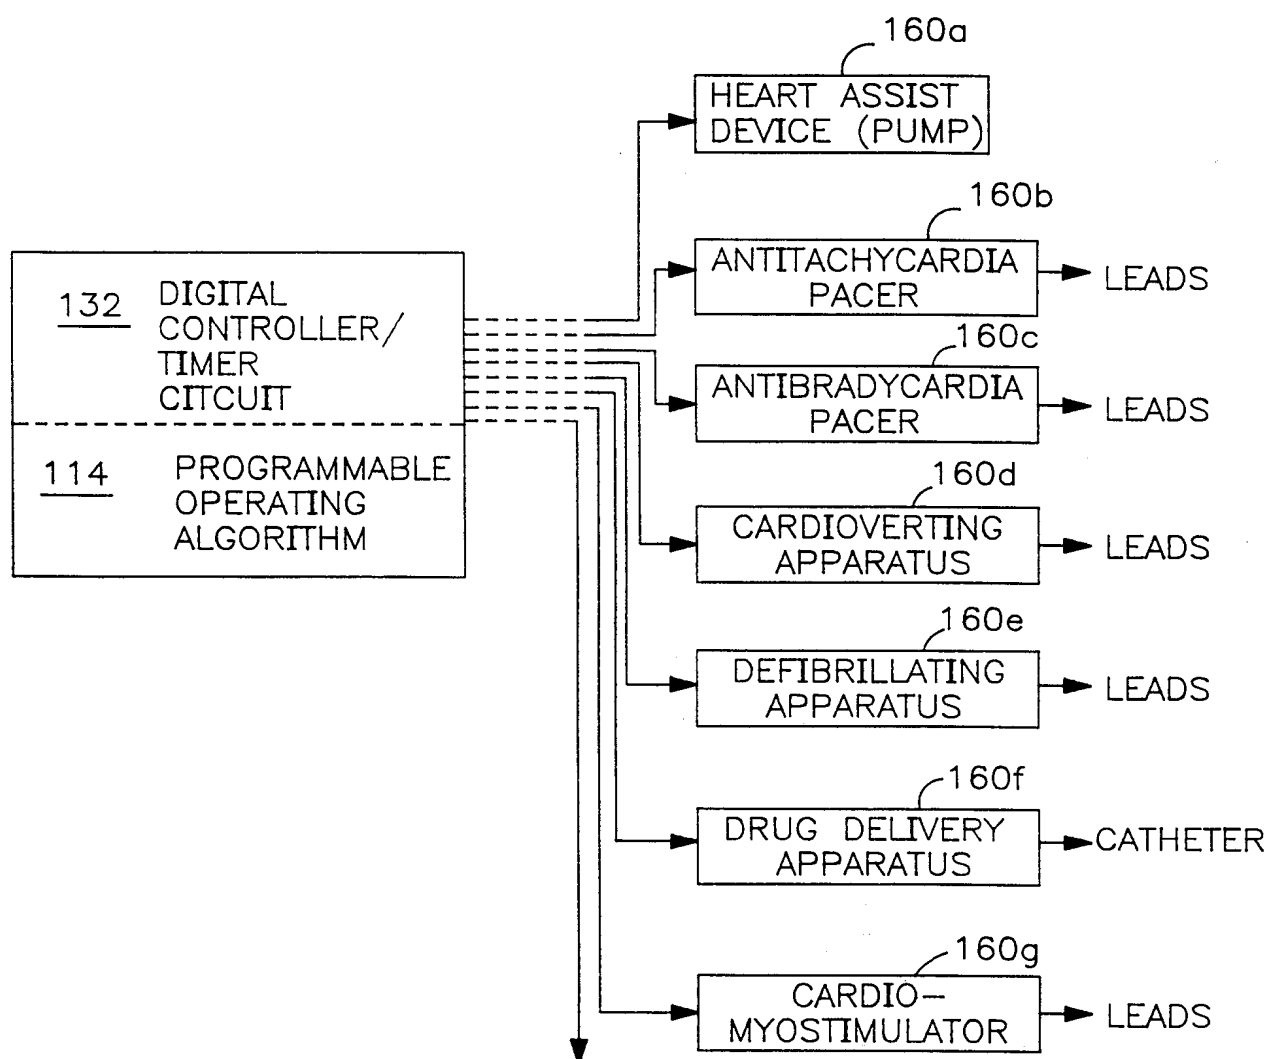 160a
HEART ASSIST
DEVICE (PUMP)
160b
ANTITACHYCARDIA
PACER
LEADS
132 DIGITAL
CONTROLLER/
TIMER
CITCUIT
160c
ANTIBRADYCARDIA
PACER
LEADS
114 PROGRAMMABLE
OPERATING
ALGORITHM
160d
CARDIOVERTING
APPARATUS
LEADS
160e
DEFIBRILLATING
APPARATUS
LEADS
160f
DRUG DELIVERY
APPARATUS
CATHETER
160g
CARDIO-
MYOSTIMULATOR
LEADS